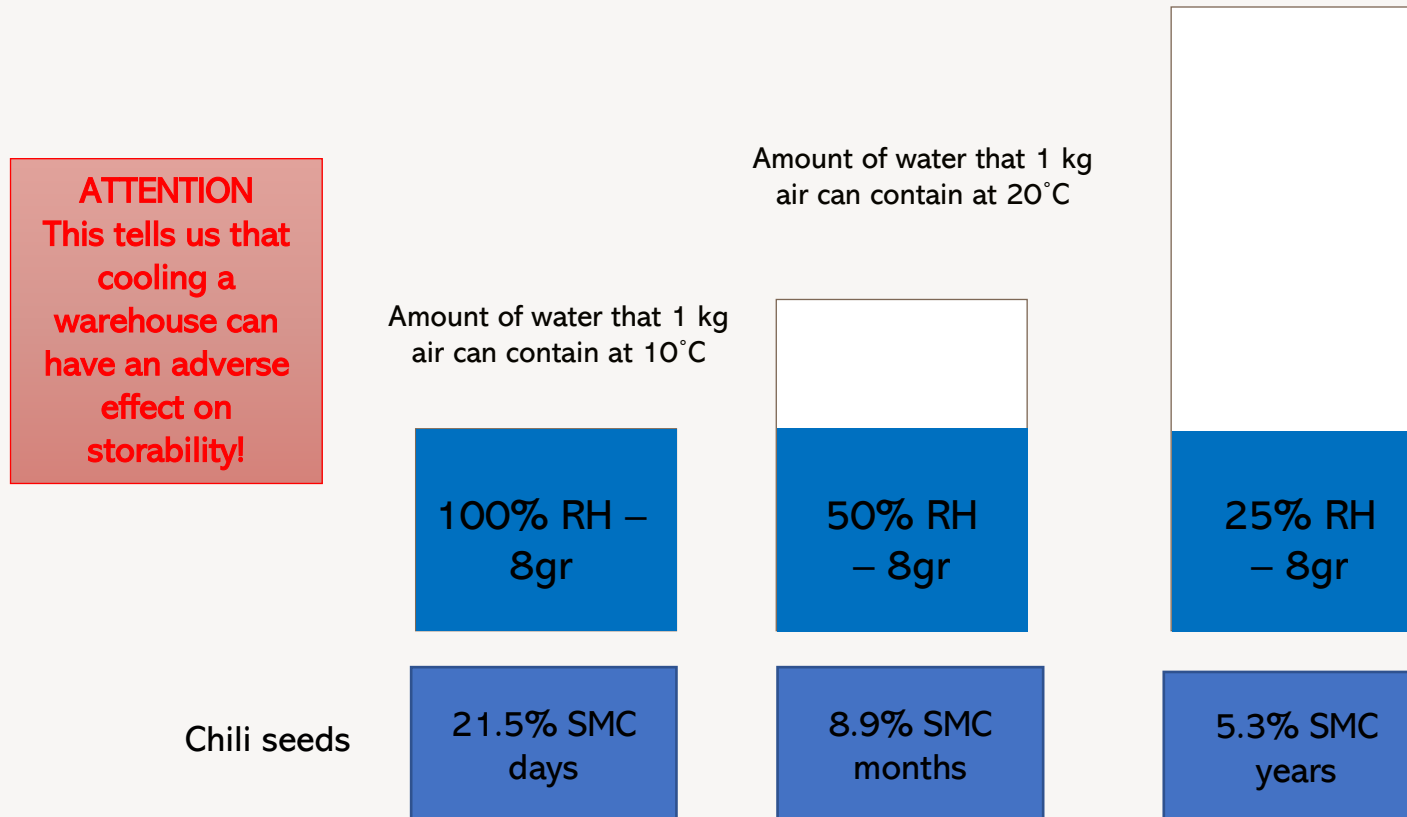 ATTENTION
This tells us that
cooling a
warehouse can
have an adverse
effect on
storability!
Amount of water that 1 kg
air can contain at 10°C
Amount of water that 1 kg
air can contain at 20°C
100% RH –
8gr
50% RH
– 8gr
25% RH
– 8gr
Chili seeds
21.5% SMC
days
8.9% SMC
months
5.3% SMC
years